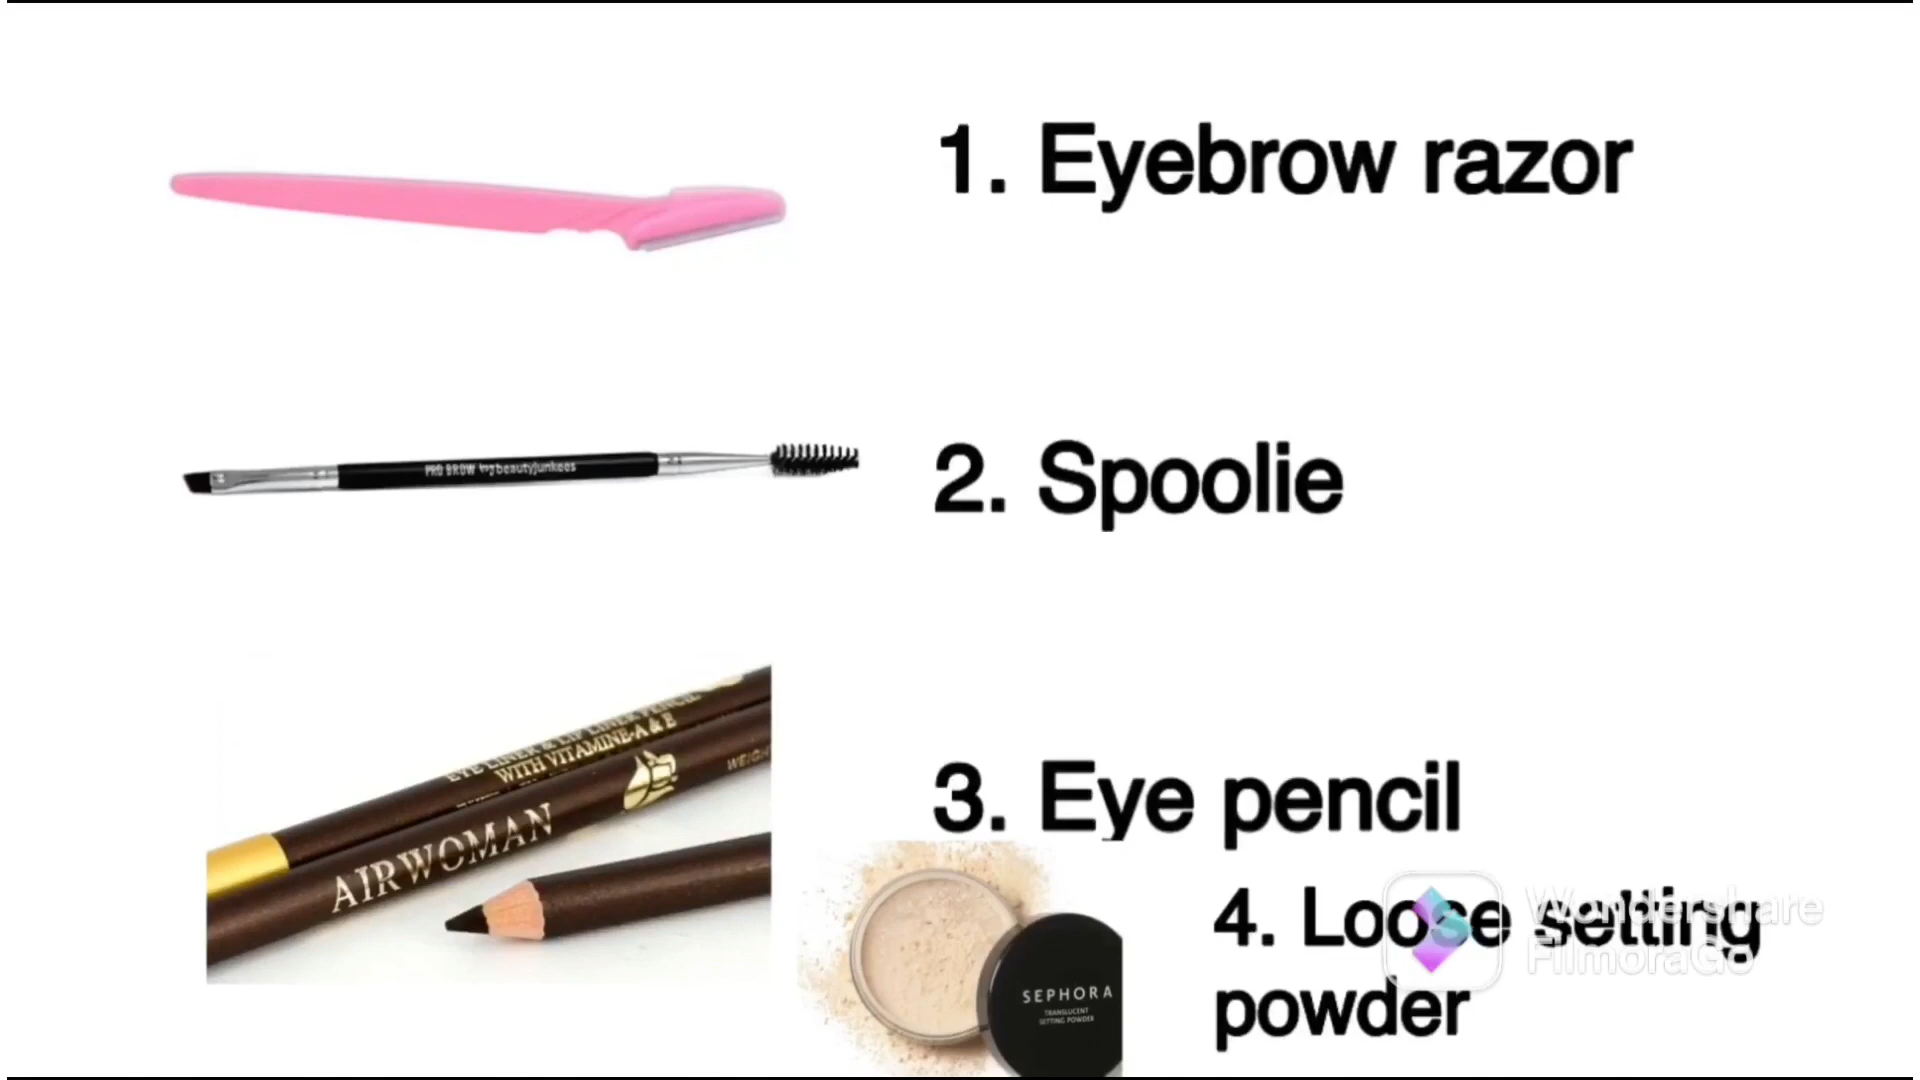 1. Eyebrow razor
PRO BROW by beautyjunkees
2. Spoolie
EYE LINER & LIP LINER PENCIL
WITH VITAMINE-A & E
WEIGH
AIRWOMAN
3. Eye pencil
4. Loose setting
powder
Wondershare
FilmoraGo
SEPHORA
TRANSLUCENT
SETTING POWDER